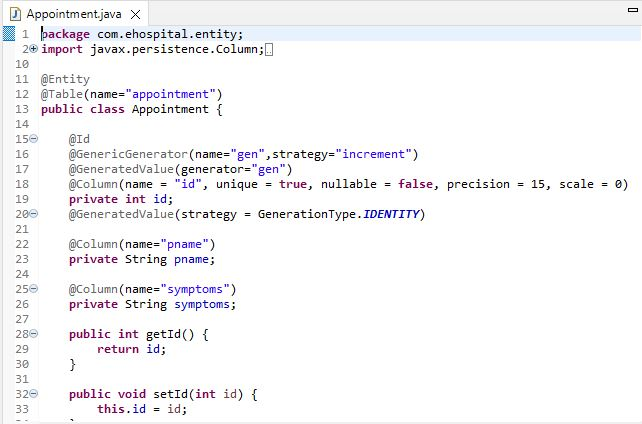 Appointment.java
1 package com.ehospital.entity;
2 import javax.persistence.Column;
10
11 @Entity
12 @Table(name="appointment")
13 public class Appointment {
14
15 @Id
16 @GenericGenerator(name="gen",strategy="increment")
17 @GeneratedValue(generator="gen")
18 @Column(name = "id", unique = true, nullable = false, precision = 15, scale = 0)
19 private int id;
20 @GeneratedValue(strategy = GenerationType.IDENTITY)
21
22 @Column(name="pname")
23 private String pname;
24
25 @Column(name="symptoms")
26 private String symptoms;
27
28 public int getId() {
29 return id;
30 }
31
32 public void setId(int id) {
33 this.id = id;